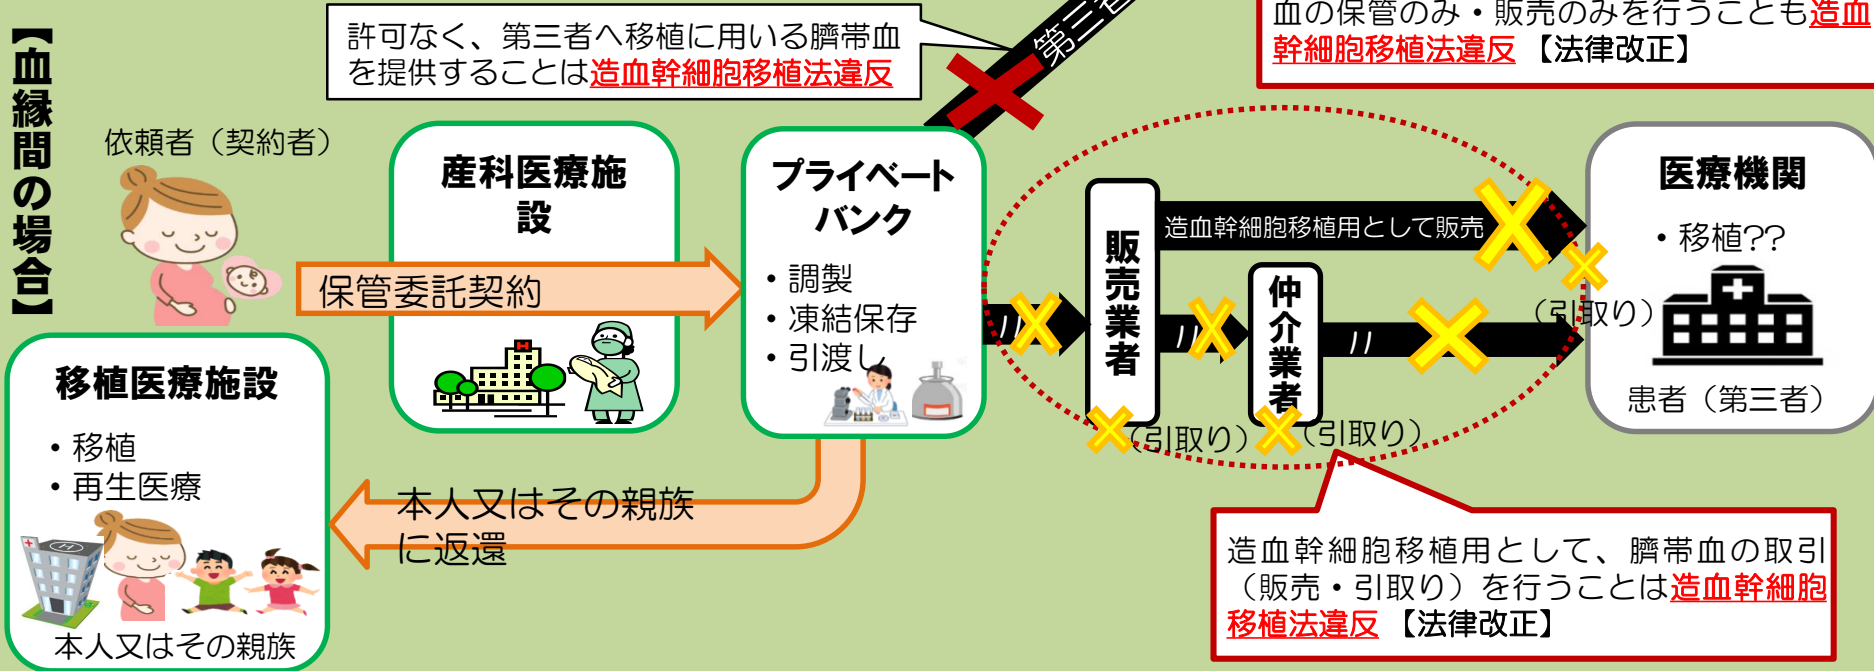 【血縁間の場合】
許可なく、第三者へ移植に用いる臍帯血
を提供することは造血幹細胞移植法違反
第三者
血の保管のみ・販売のみを行うことも造血
幹細胞移植法違反 【法律改正】
依頼者（契約者）
産科医療施
設
保管委託契約
プライベート
バンク
・調製
・凍結保存
・引渡し
〃
販売業者
（引取り）
造血幹細胞移植用として販売
〃
仲介業者
（引取り）
〃
（引取り）
医療機関
・移植??
患者（第三者）
移植医療施設
・移植
・再生医療
本人又はその親族
本人又はその親族
に返還
造血幹細胞移植用として、臍帯血の取引
（販売・引取り）を行うことは造血幹細胞
移植法違反 【法律改正】